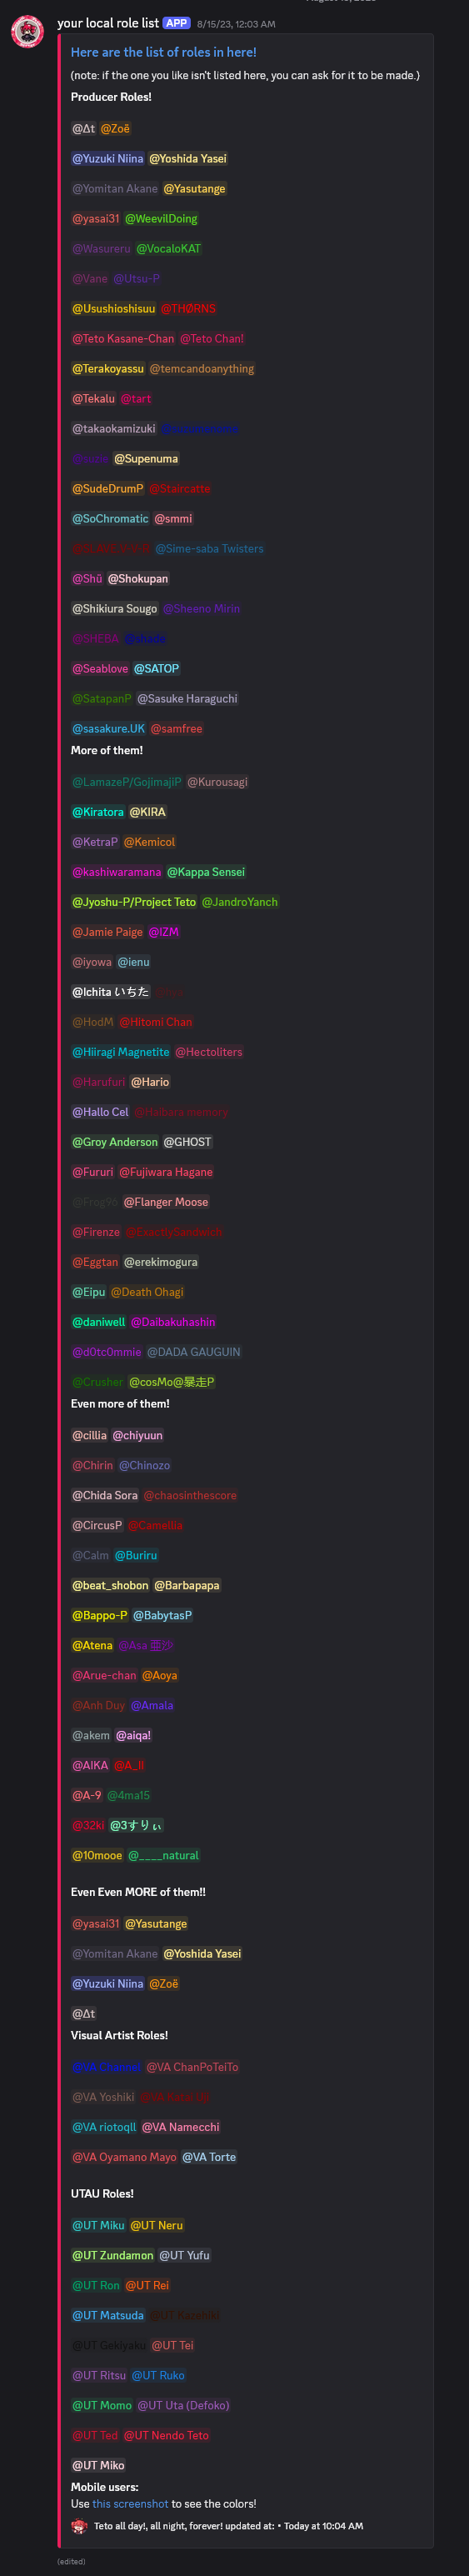 your local role list APP 8/15/23, 12:03 AM
Here are the list of roles in here!
(note: if the one you like isn't listed here, you can ask for it to be made.)
Producer Roles!
@Δt @Zoë
@Yuzuki Niina @Yoshida Yasei
@Yomitan Akane @Yasutange
@yasai31 @WeevilDoing
@Wasureru @VocaloKAT
@Vane @Utsu-P
@Usushioshisuu @THØRNS
@Teto Kasane-Chan @Teto Chan!
@Terakoyassu @temcandoanything
@Tekalu @tart
@takaokamizuki
@Supenuma
@SudeDrumP @Staircatte
@SoChromatic @smmi
@Sime-saba Twisters
@Shū @Shokupan
@Shikiura Sougo @Sheeno Mirin
@SHEBA @shade
@Seablove @SATOP
@SatapanP @Sasuke Haraguchi
@sasakure.UK @samfree
More of them!
@LamazeP/GojimajiP @Kurousagi
@Kiratora @KIRA
@KetraP @Kemicol
@kashiwaramana @Kappa Sensei
@Jyoshu-P/Project Teto @JandroYanch
@Jamie Paige @IZM
@iyowa @ienu
@Ichita いちた
@HodM @Hitomi Chan
@Hiiragi Magnetite @Hectoliters
@Harufuri @Hario
@Hallo Cel @Haibara memory
@Groy Anderson @GHOST
@Fururi @Fujiwara Hagane
@Frog96 @Flanger Moose
@Firenze @ExactlySandwich
@Eggtan @erekimogura
@Eipu @Death Ohagi
@daniwell @Daibakuhashin
@d0tc0mmie @DADA GAUGUIN
@Crusher @cosMo@暴走P
Even more of them!
@cillia @chiyuun
@Chirin @Chinozo
@Chida Sora @chaosinthescore
@CircusP @Camellia
@Calm @Buriru
@beat_shobon @Barbapapa
@Bappo-P @BabytasP
@Atena @Asa 亜沙
@Arue-chan @Aoya
@Anh Duy @Amala
@akem @aiqa!
@AIKA @A_II
@A-9 @4ma15
@32ki @3すりぃ
@10mooe @____natural
Even Even MORE of them!!
@yasai31 @Yasutange
@Yomitan Akane @Yoshida Yasei
@Yuzuki Niina @Zoë
@Δt
Visual Artist Roles!
@VA ChanPoTeiTo
@VA Yoshiki
@VA riotoqll @VA Namecchi
@VA Oyamano Mayo @VA Torte
UTAU Roles!
@UT Miku @UT Neru
@UT Zundamon @UT Yufu
@UT Ron @UT Rei
@UT Matsuda
@UT Gekiyaku @UT Tei
@UT Ritsu @UT Ruko
@UT Momo @UT Uta (Defoko)
@UT Ted @UT Nendo Teto
@UT Miko
Mobile users:
Use this screenshot to see the colors!
Teto all day!, all night, forever! updated at: • Today at 10:04 AM
(edited)